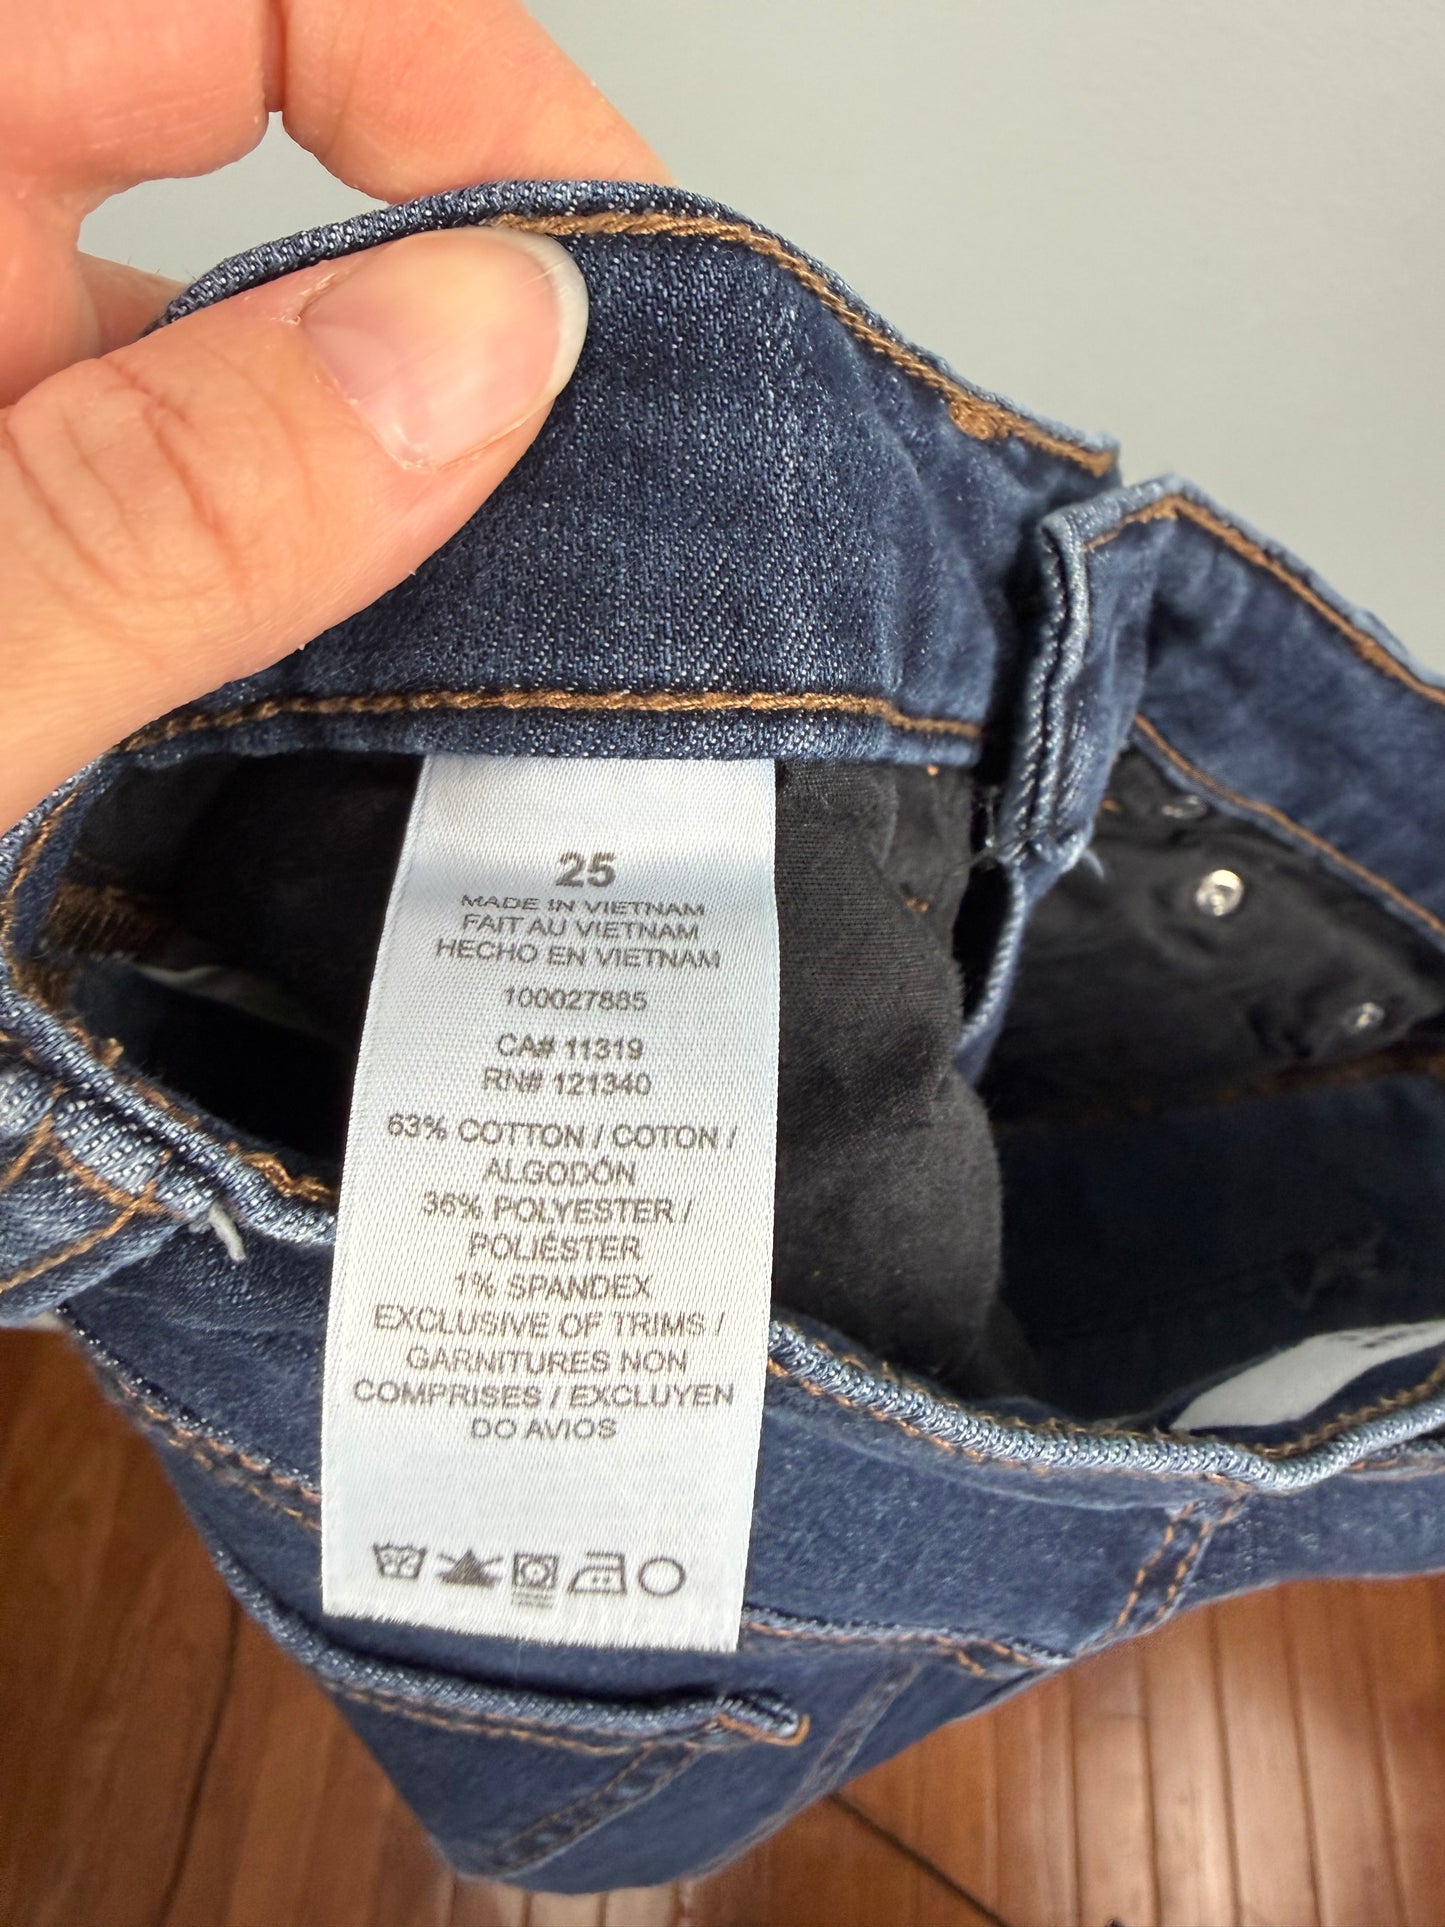 25
MADE IN VIETNAM
FAIT AU VIETNAM
HECHO EN VIETNAM
100027885
CA# 11319
RN# 121340
63% COTTON / COTON /
ALGODÓN
36% POLYESTER /
POLIÉSTER
1% SPANDEX
EXCLUSIVE OF TRIMS /
GARNITURES NON
COMPRISES / EXCLUYEN
DO AVIOS